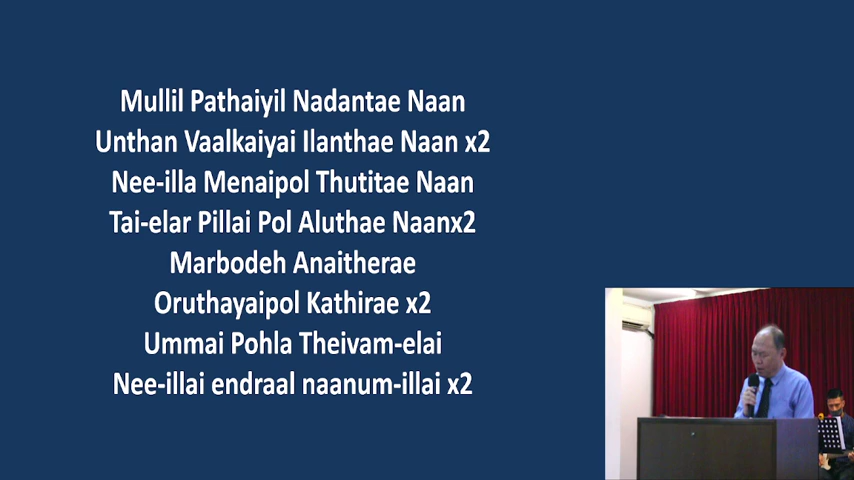 Mullil Pathaiyil Nadantae Naan
Unthan Vaalkaiyai Ilanthae Naan x2
Nee-illa Menaipol Thutitae Naan
Tai-elar Pillai Pol Aluthae Naanx2
Marbodeh Anaitherae
Oruthayaipol Kathirae x2
Ummai Pohla Theivam-elai
Nee-illai endraal naanum-illai x2